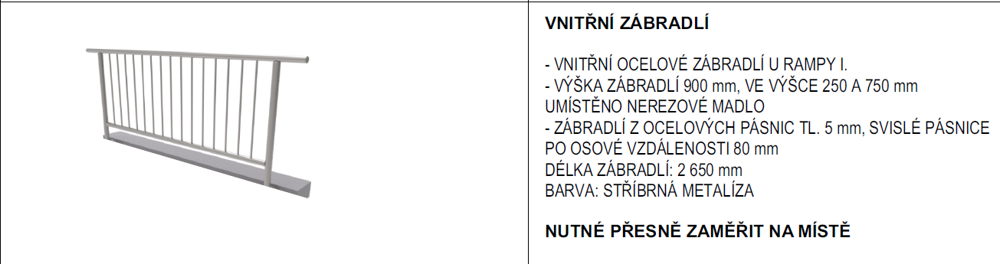 VNITŘNÍ ZÁBRADLÍ
- VNITŘNÍ OCELOVÉ ZÁBRADLÍ U RAMPY I.
- VÝŠKA ZÁBRADLÍ 900 mm, VE VÝŠCE 250 A 750 mm
UMÍSTĚNO NEREZOVÉ MADLO
- ZÁBRADLÍ Z OCELOVÝCH PÁSNIC TL. 5 mm, SVISLÉ PÁSNICE
PO OSOVÉ VZDÁLENOSTI 80 mm
DÉLKA ZÁBRADLÍ: 2 650 mm
BARVA: STŘÍBRNÁ METALÍZA
NUTNÉ PŘESNĚ ZAMĚŘIT NA MÍSTĚ